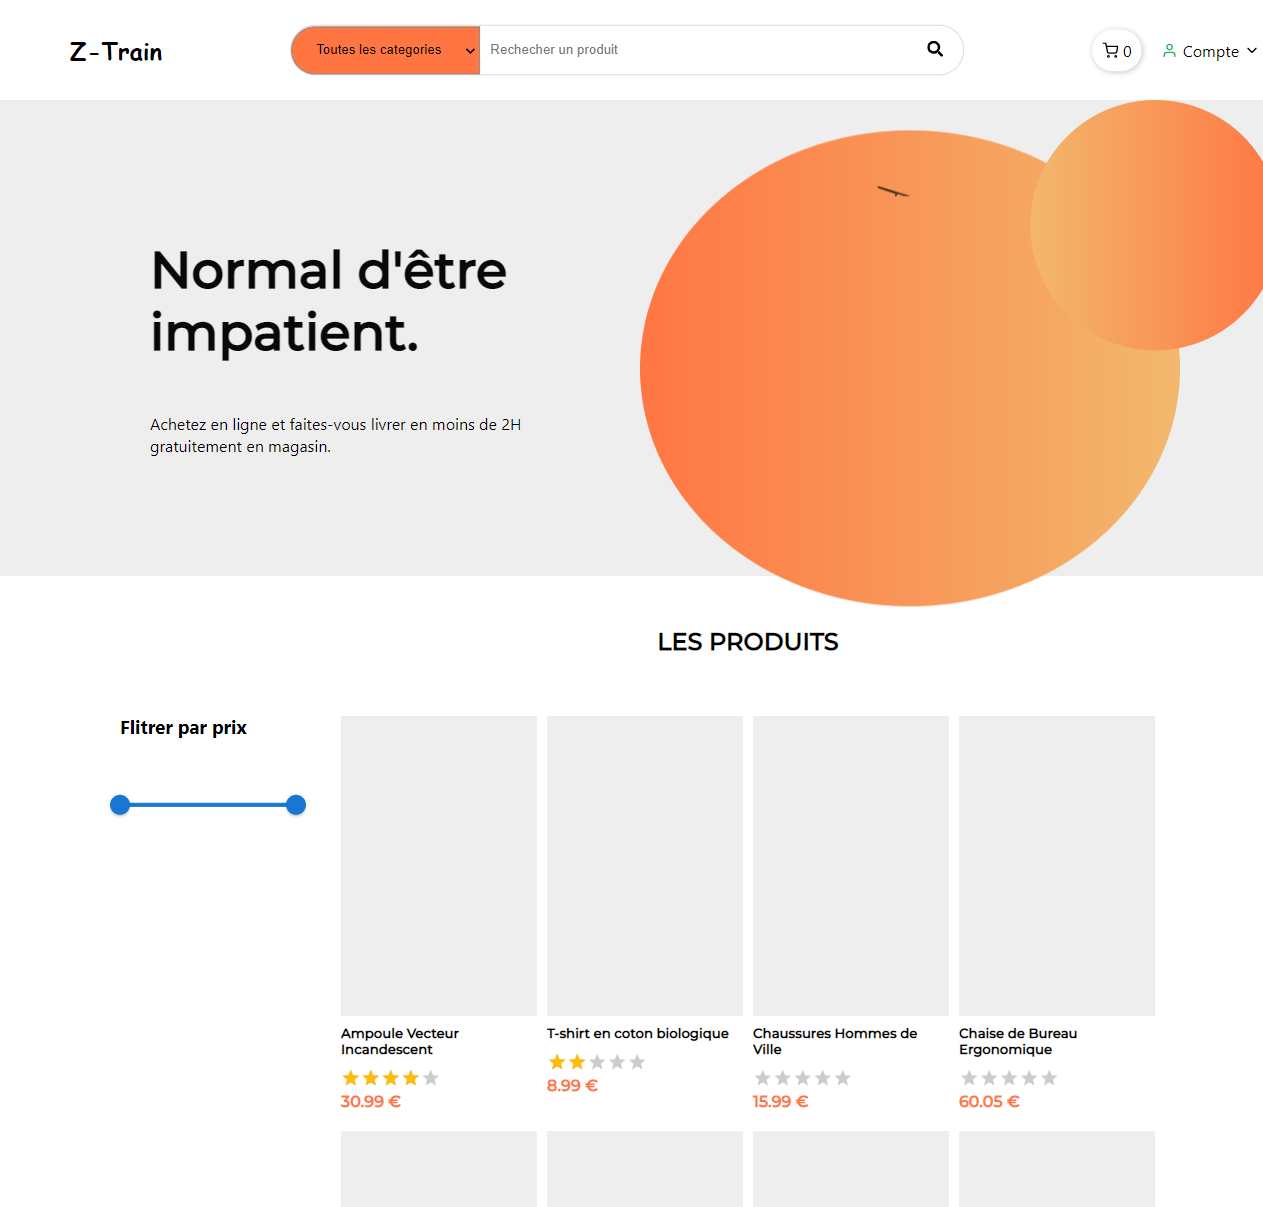 Z-Train
Toutes les categories
Rechecher un produit
0
Compte
Normal d'être
impatient.
Achetez en ligne et faites-vous livrer en moins de 2H
gratuitement en magasin.
LES PRODUITS
Flitrer par prix
Ampoule Vecteur
Incandescent
30.99 €
T-shirt en coton biologique
8.99 €
Chaussures Hommes de
Ville
15.99 €
Chaise de Bureau
Ergonomique
60.05 €